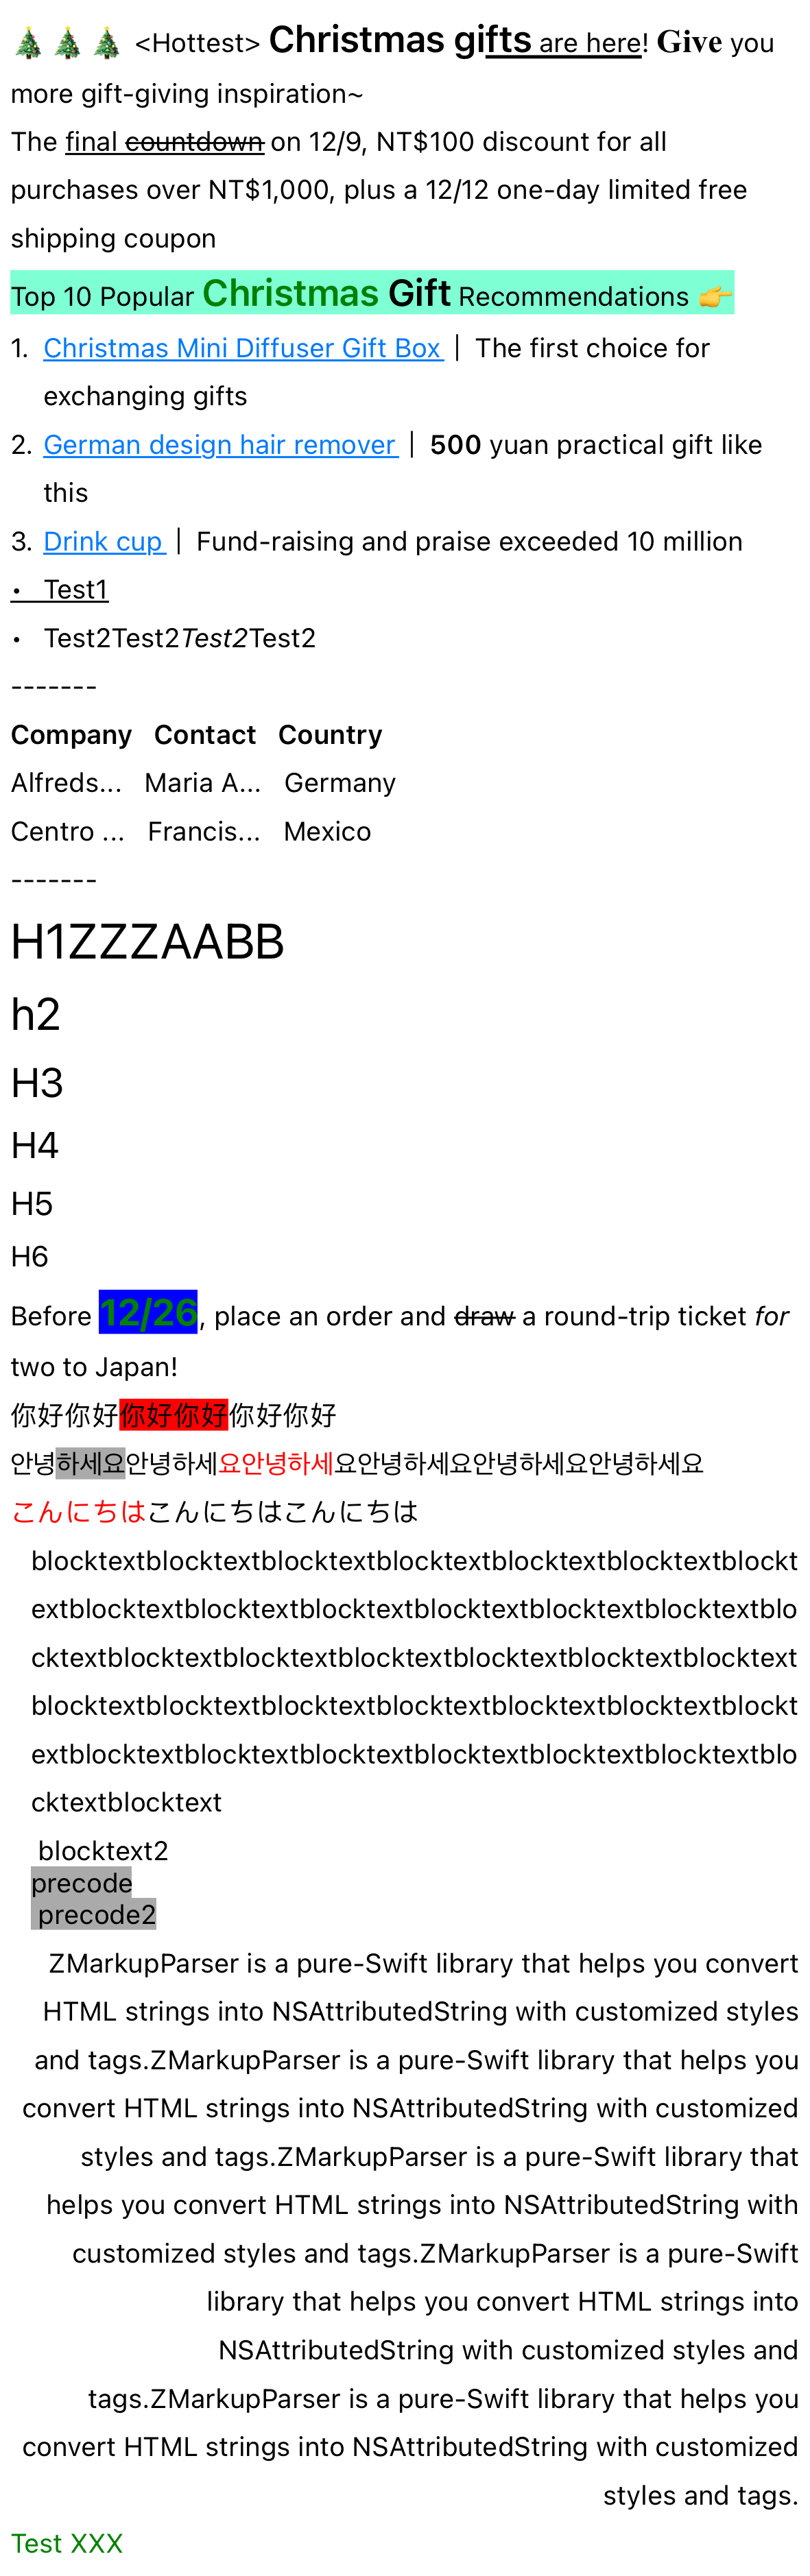 🎄🎄🎄 <Hottest> Christmas gifts are here! Give you
more gift-giving inspiration~
The final countdown on 12/9, NT$100 discount for all
purchases over NT$1,000, plus a 12/12 one-day limited free
shipping coupon
Top 10 Popular Christmas Gift Recommendations 👉
1. Christmas Mini Diffuser Gift Box | The first choice for
exchanging gifts
2. German design hair remover | 500 yuan practical gift like
this
3. Drink cup | Fund-raising and praise exceeded 10 million
• Test1
• Test2Test2Test2Test2
-------
Company Contact Country
Alfreds... Maria A... Germany
Centro ... Francis... Mexico
-------
H1ZZZAABB
h2
H3
H4
H5
H6
Before 12/26, place an order and draw a round-trip ticket for
two to Japan!
你好你好你好你好你好你好
안녕하세요안녕하세요안녕하세요안녕하세요안녕하세요안녕하세요
こんにちはこんにちはこんにちは
blocktextblocktextblocktextblocktextblocktextblocktextblockt
extblocktextblocktextblocktextblocktextblocktextblocktextblo
cktextblocktextblocktextblocktextblocktextblocktextblocktext
blocktextblocktextblocktextblocktextblocktextblocktextblockt
extblocktextblocktextblocktextblocktextblocktextblocktextblo
cktextblocktext
blocktext2
precode
precode2
ZMarkupParser is a pure-Swift library that helps you convert
HTML strings into NSAttributedString with customized styles
and tags.ZMarkupParser is a pure-Swift library that helps you
convert HTML strings into NSAttributedString with customized
styles and tags.ZMarkupParser is a pure-Swift library that
helps you convert HTML strings into NSAttributedString with
customized styles and tags.ZMarkupParser is a pure-Swift
library that helps you convert HTML strings into
NSAttributedString with customized styles and
tags.ZMarkupParser is a pure-Swift library that helps you
convert HTML strings into NSAttributedString with customized
styles and tags.
Test XXX